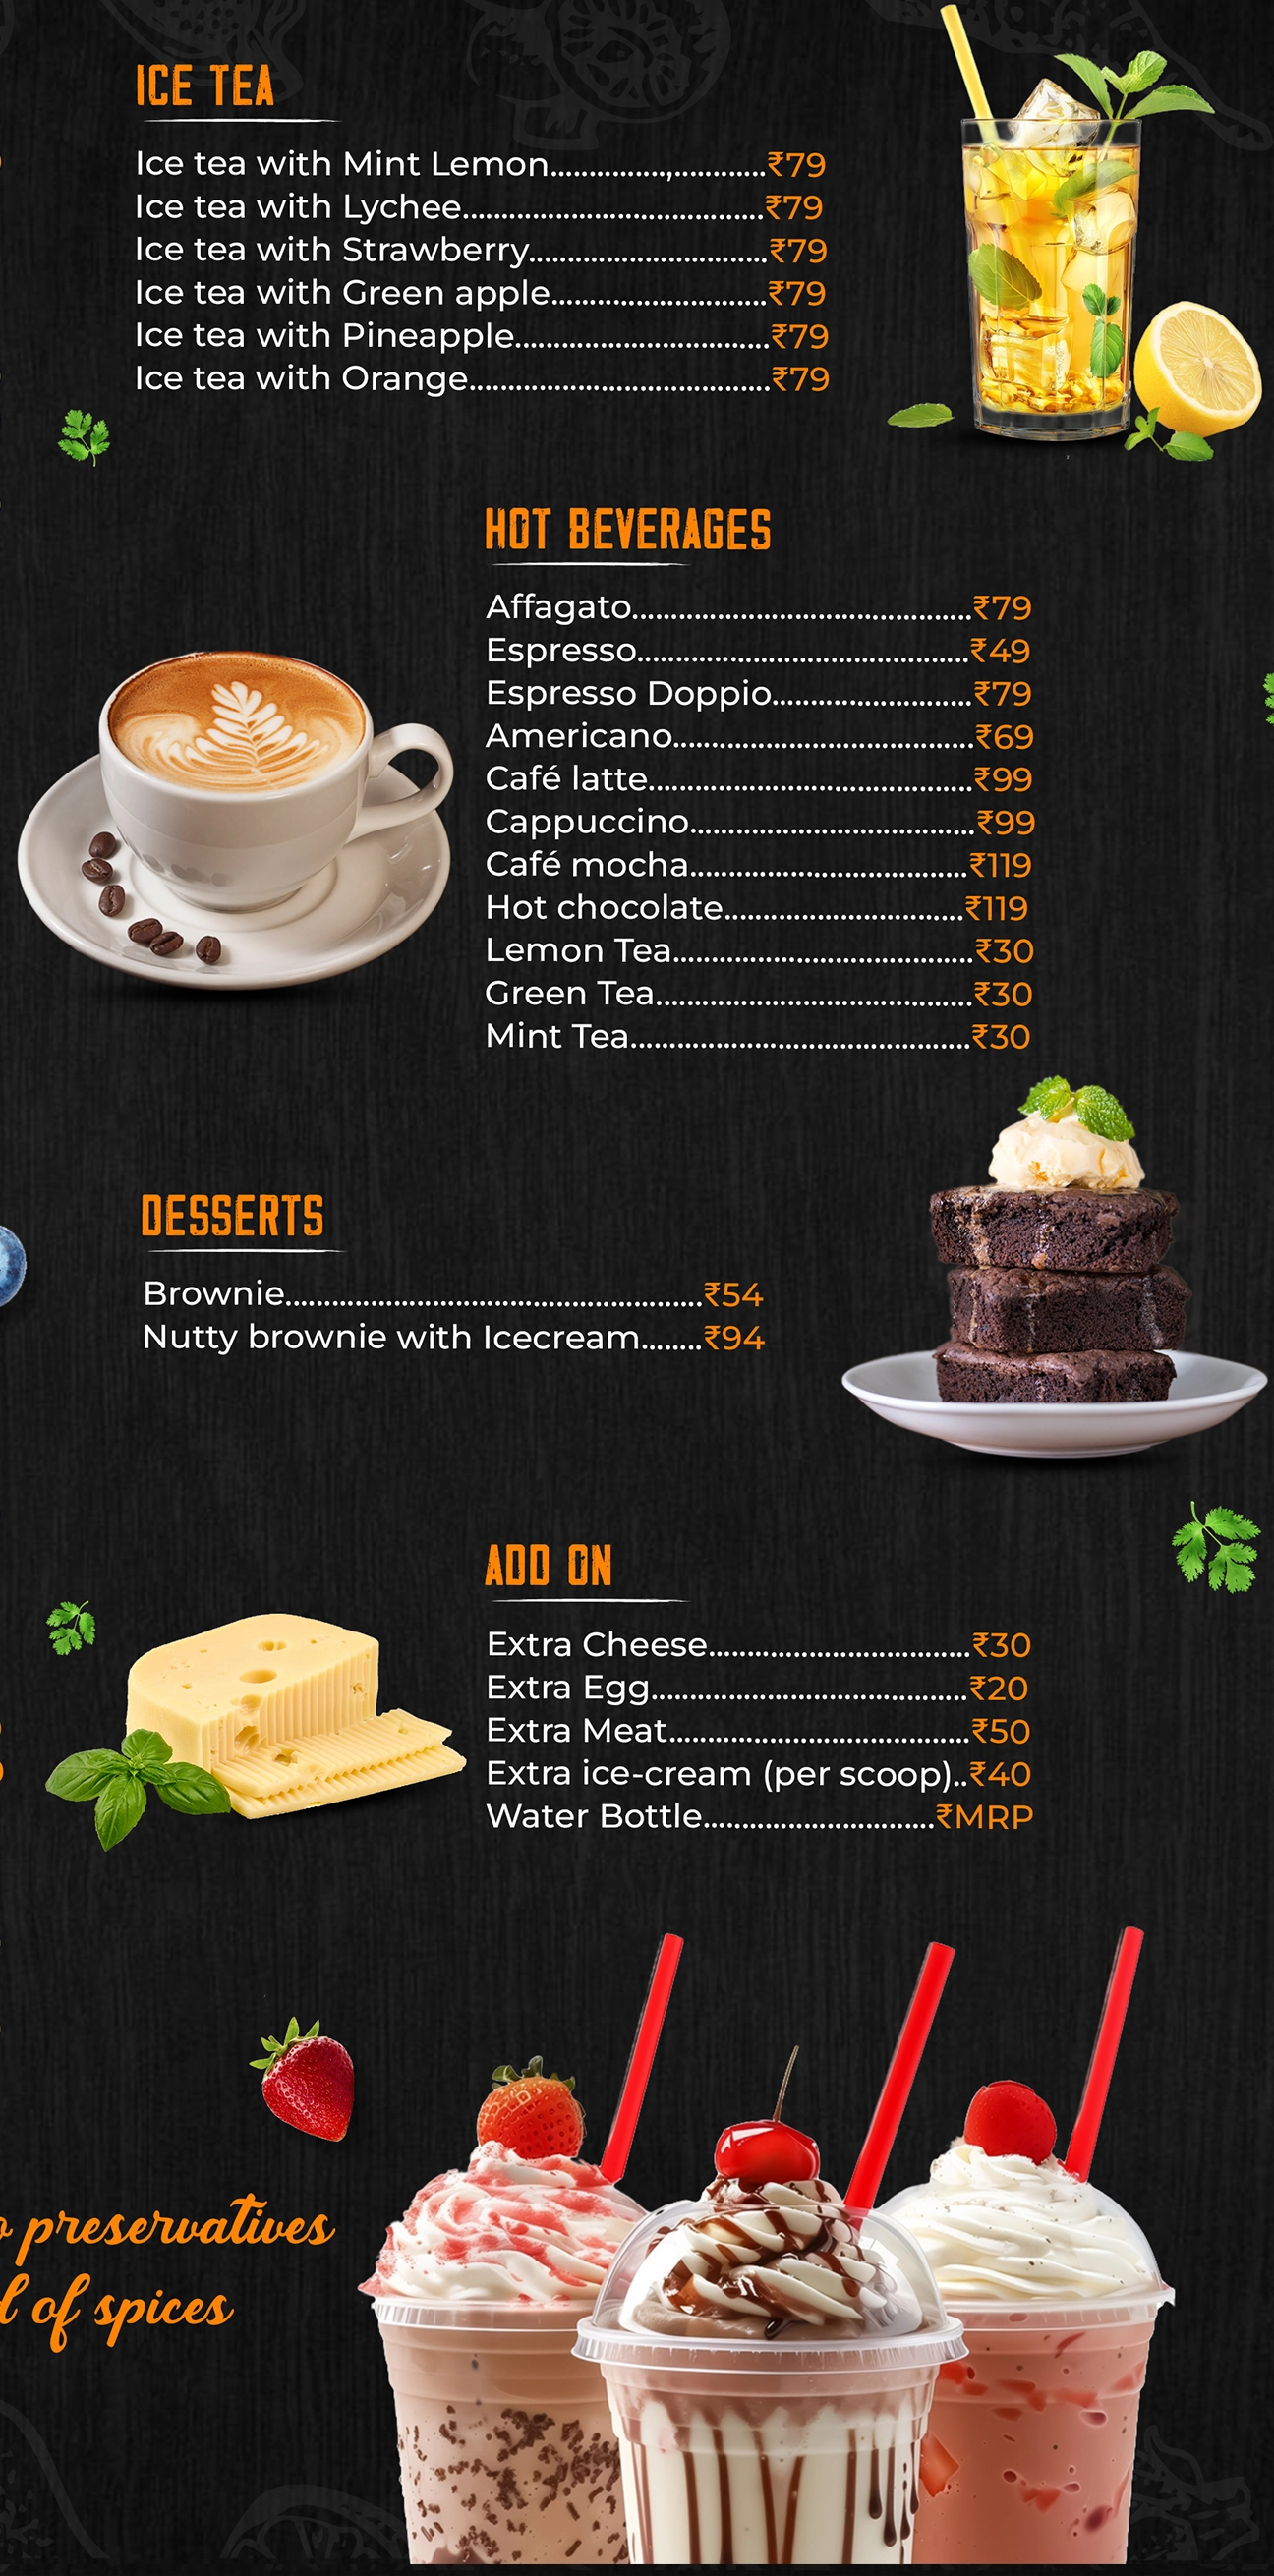 ICE TEA
Ice tea with Mint Lemon...............,............₹79
Ice tea with Lychee.......................................₹79
Ice tea with Strawberry...............................₹79
Ice tea with Green apple............................₹79
Ice tea with Pineapple.................................₹79
Ice tea with Orange.......................................₹79
HOT BEVERAGES
Affagato............................................₹79
Espresso...........................................₹49
Espresso Doppio..........................₹79
Americano.......................................₹69
Café latte..........................................₹99
Cappuccino.....................................₹99
Café mocha....................................₹119
Hot chocolate...............................₹119
Lemon Tea.......................................₹30
Green Tea.........................................₹30
Mint Tea............................................₹30
DESSERTS
Brownie......................................................₹54
Nutty brownie with Icecream........₹94
ADD ON
Extra Cheese..................................₹30
Extra Egg.........................................₹20
Extra Meat.......................................₹50
Extra ice-cream (per scoop)..₹40
Water Bottle..............................₹MRP
preservatives
of spices